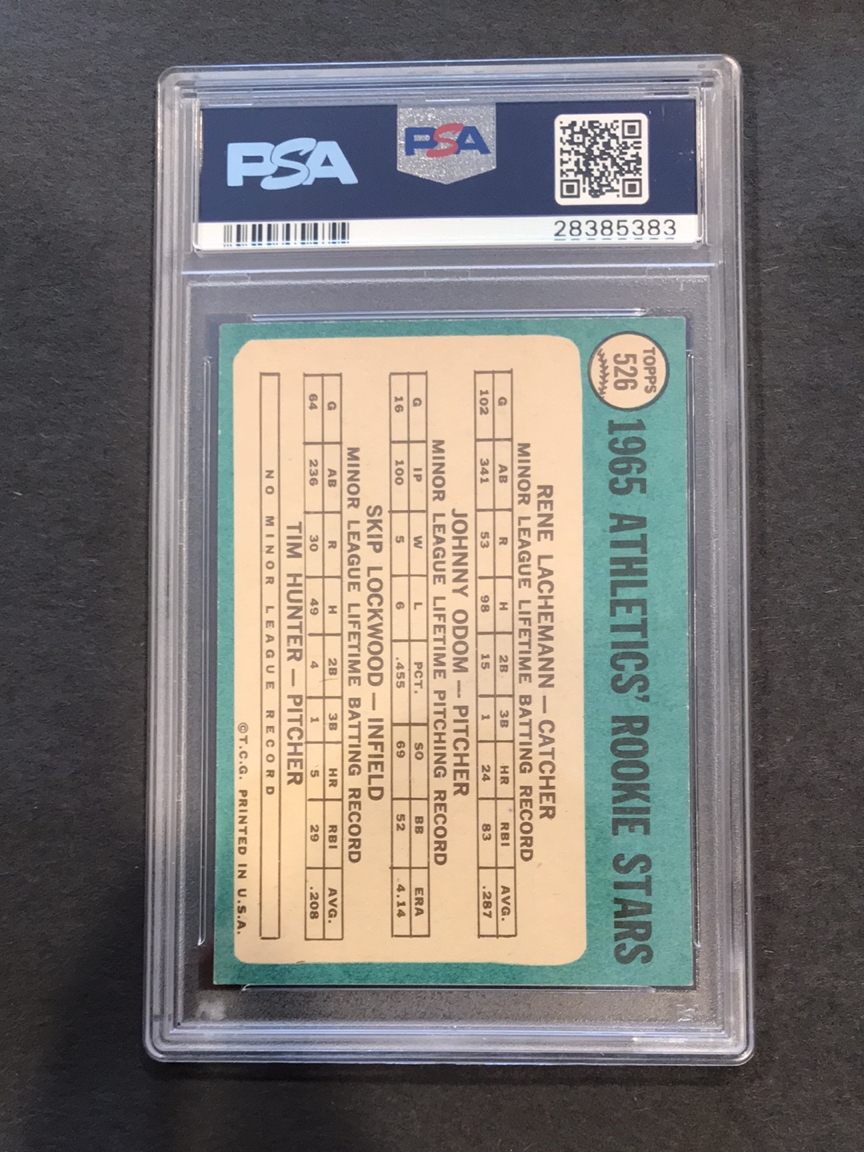 PSA
PSA
28385383
TOPPS
526
1965 ATHLETICS' ROOKIE STARS
RENE LACHEMANN — CATCHER
MINOR LEAGUE LIFETIME BATTING RECORD
G AB R H 2B 3B HR RBI AVG.
102 341 53 98 15 1 24 83 .287
JOHNNY ODOM — PITCHER
MINOR LEAGUE LIFETIME PITCHING RECORD
G IP W L PCT. SO BB ERA
16 100 5 6 .455 69 52 4.14
SKIP LOCKWOOD — INFIELD
MINOR LEAGUE LIFETIME BATTING RECORD
G AB R H 2B 3B HR RBI AVG.
64 236 30 49 4 1 5 29 .208
TIM HUNTER — PITCHER
NO MINOR LEAGUE RECORD
©T.C.G. PRINTED IN U.S.A.